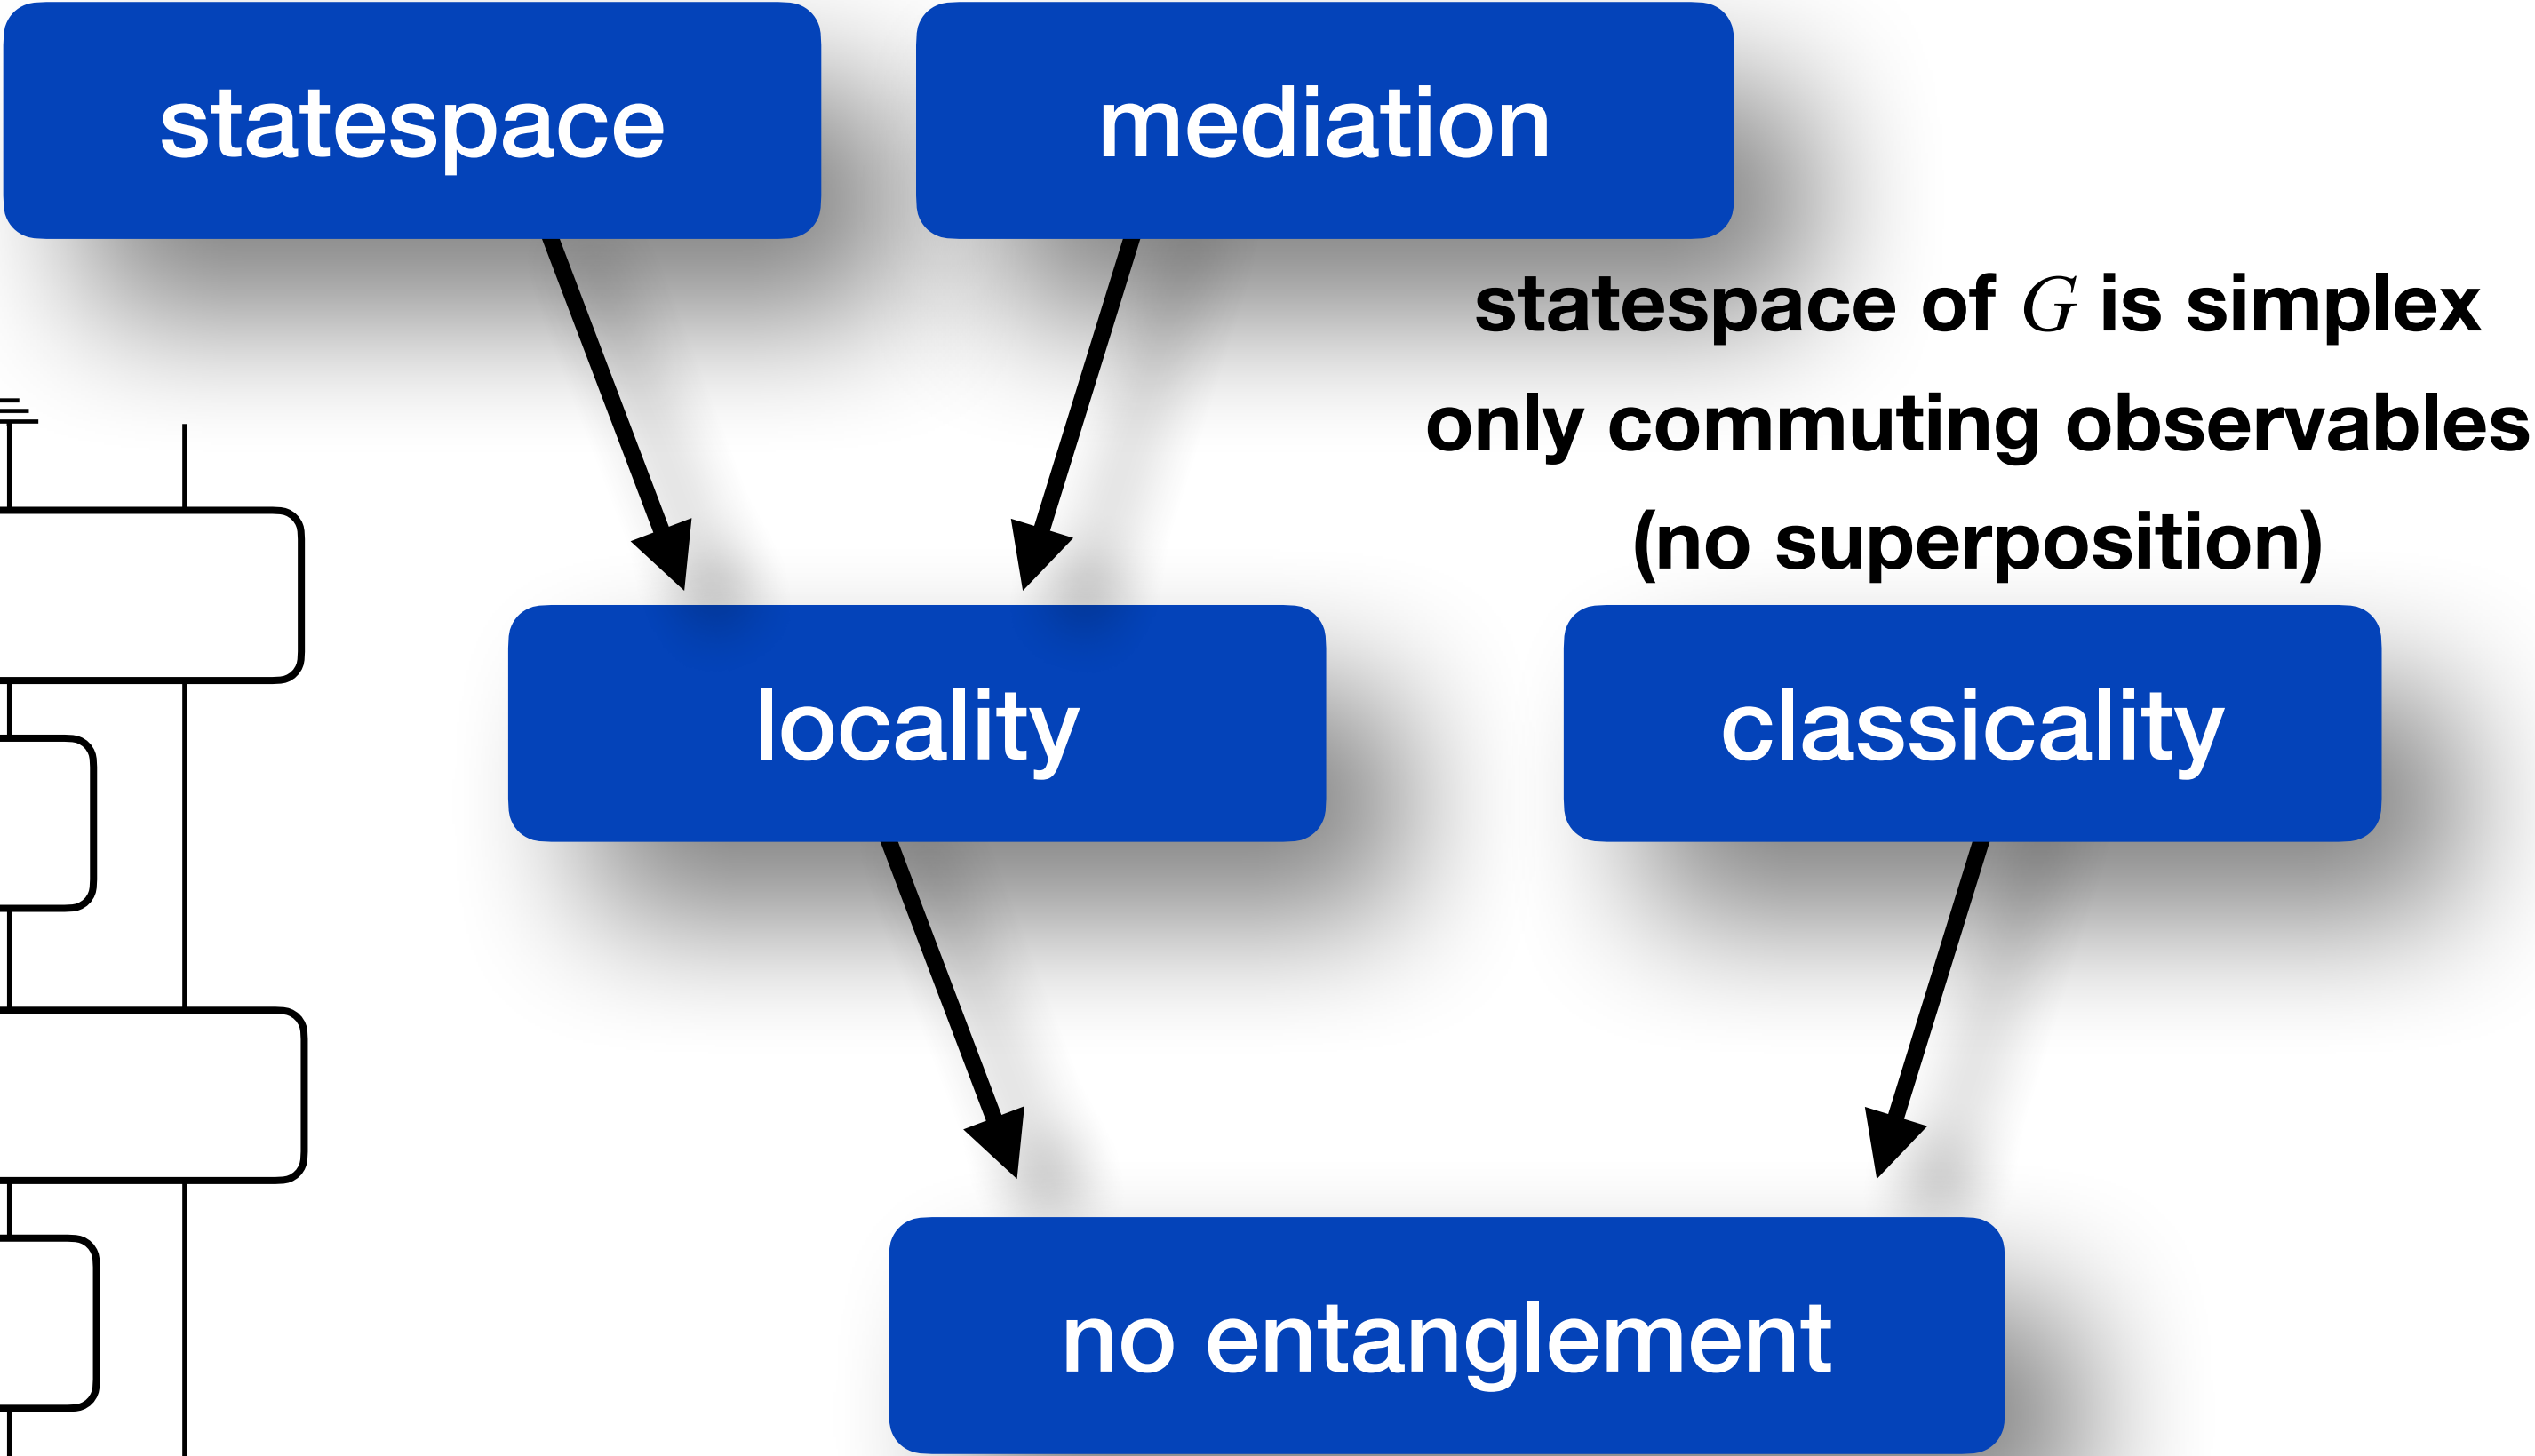 statespace
mediation
statespace of G is simplex
only commuting observables
(no superposition)
locality
classicality
no entanglement